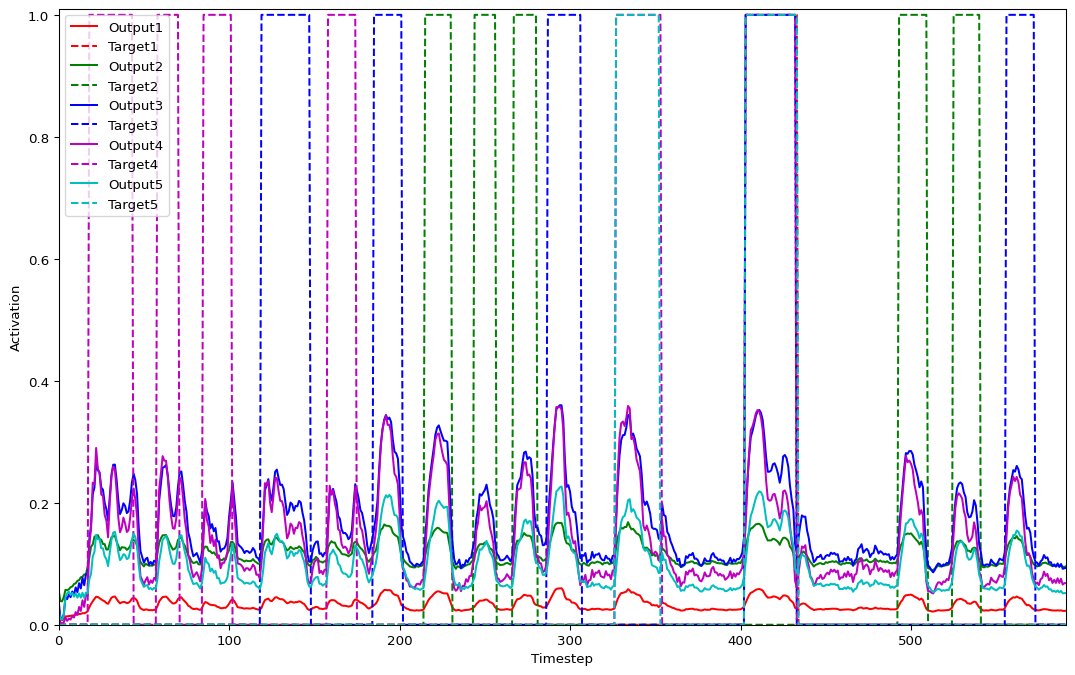 1.0
0.8
0.6
0.4
0.2
0.0
Activation
Output1
Target1
Output2
Target2
Output3
Target3
Output4
Target4
Output5
Target5
0 100 200 300 400 500
Timestep